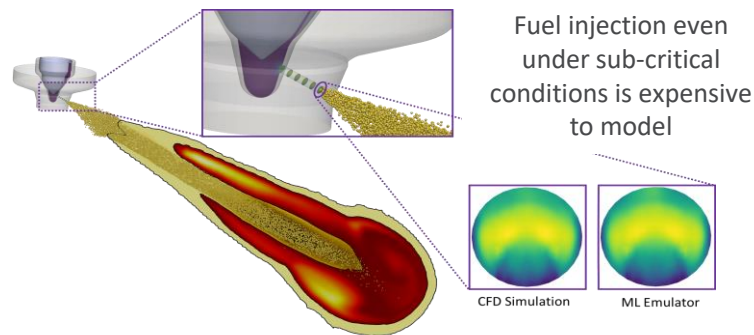 Fuel injection even
under sub-critical
conditions is expensive
to model
CFD Simulation
ML Emulator